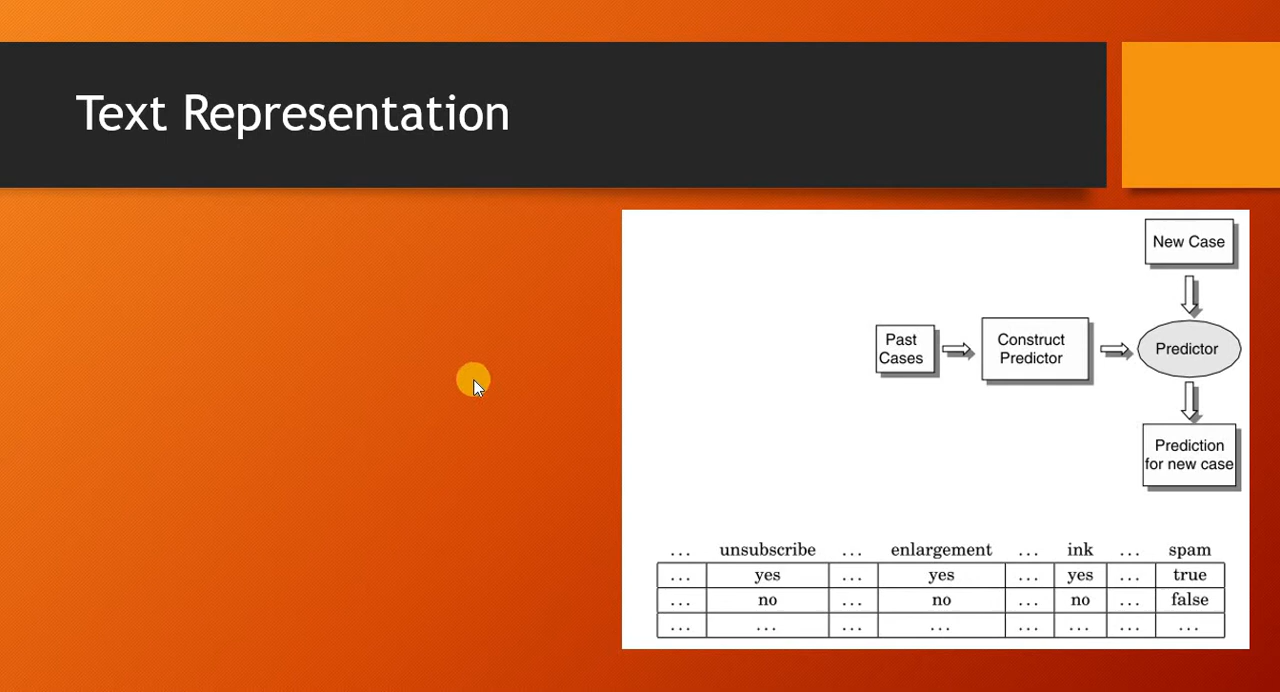 Text Representation
New Case
Past
Cases
Construct
Predictor
Predictor
Prediction
for new case
... unsubscribe ... enlargement ... ink ... spam
... yes ... yes ... yes ... true
... no ... no ... no ... false
... ... ... ... ... ... ... ...